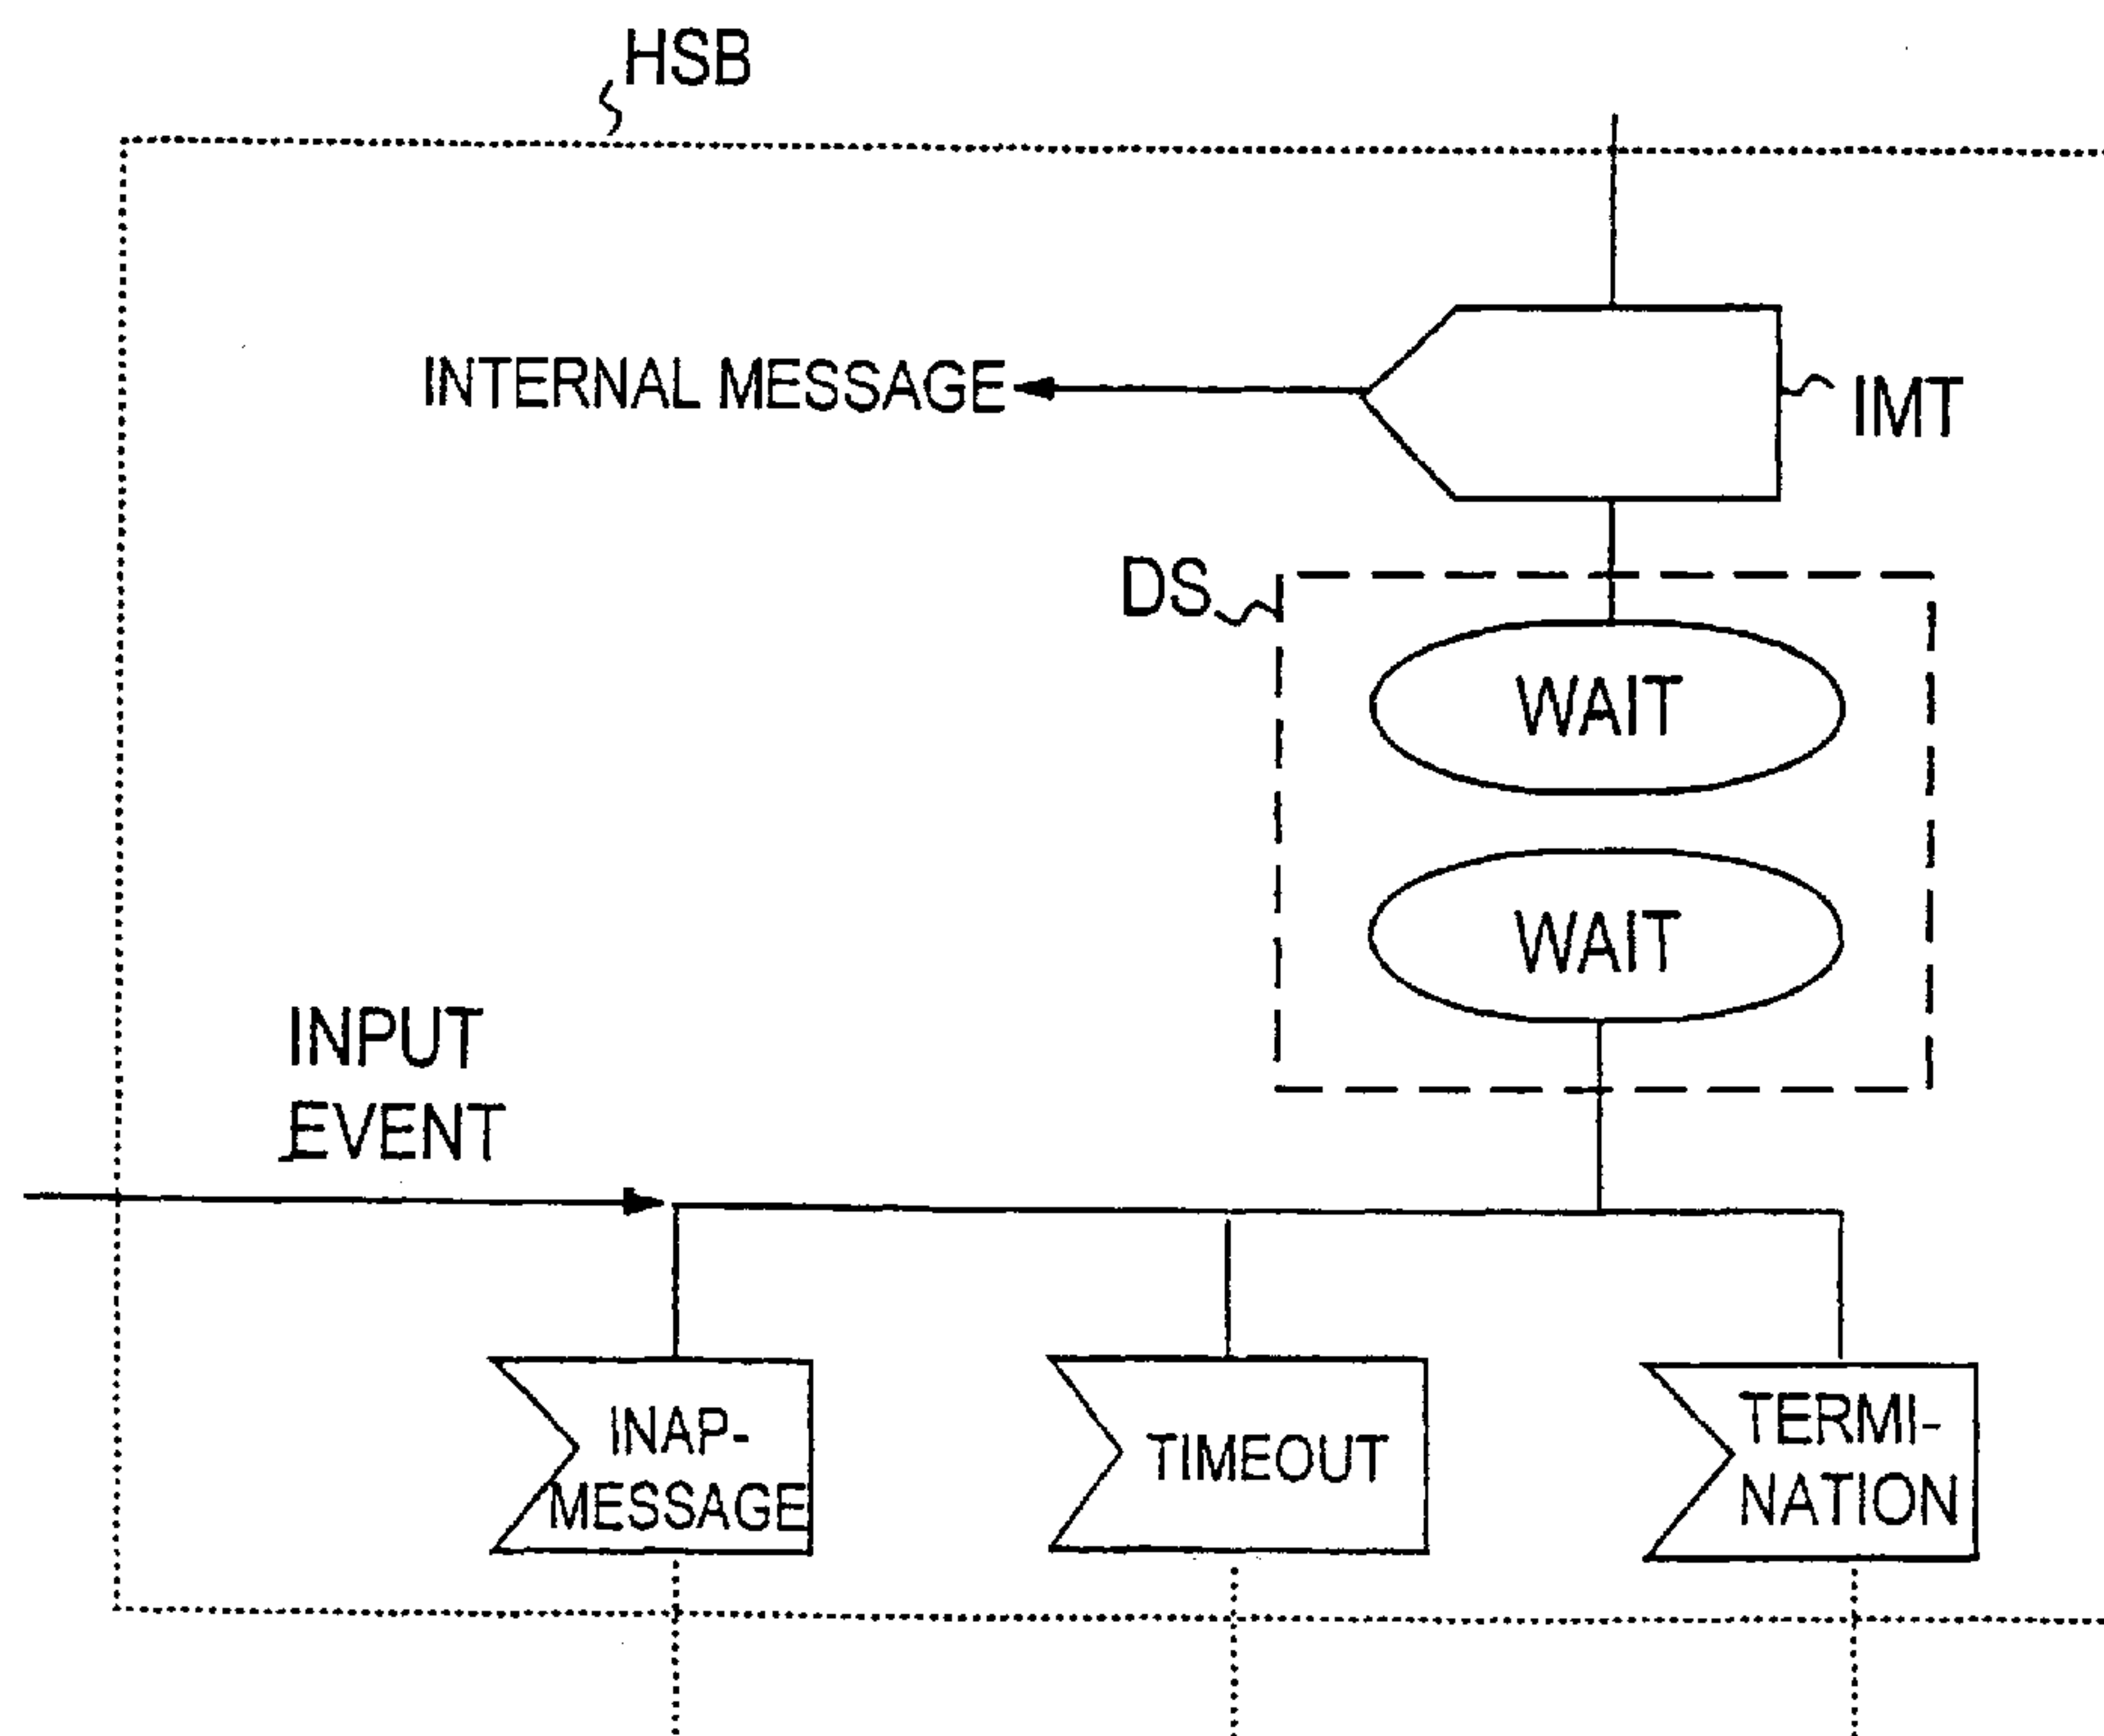 HSB
INTERNAL MESSAGE
IMT
DS
WAIT
WAIT
INPUT
EVENT
INAP-
MESSAGE
TIMEOUT
TERMI-
NATION